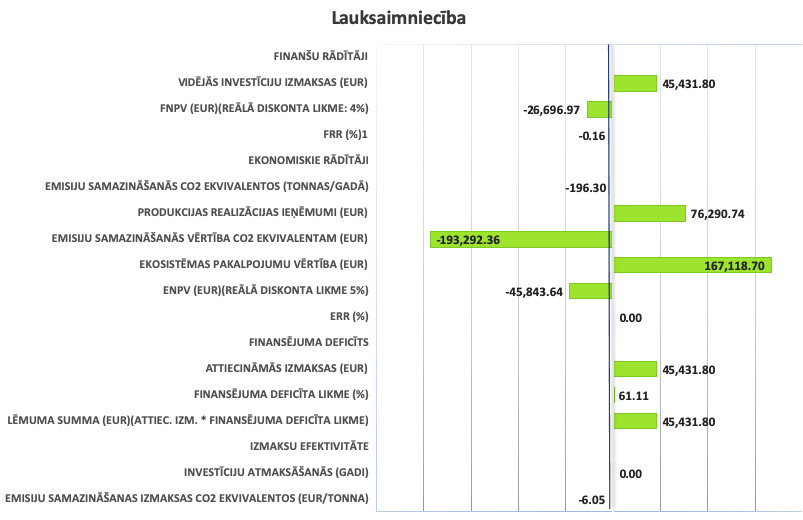 Lauksaimniecība
FINANŠU RĀDĪTĀJI
VIDĒJĀS INVESTĪCIJU IZMAKSAS (EUR) 45,431.80
FNPV (EUR)(REĀLĀ DISKONTA LIKME: 4%) -26,696.97
FRR (%)1 -0.16
EKONOMISKIE RĀDĪTĀJI
EMISIJU SAMAZINĀŠANĀS CO2 EKVIVALENTOS (TONNAS/GADĀ) -196.30
PRODUKCIJAS REALIZĀCIJAS IEŅĒMUMI (EUR) 76,290.74
EMISIJU SAMAZINĀŠANĀS VĒRTĪBA CO2 EKVIVALENTAM (EUR) -193,292.36
EKOSISTĒMAS PAKALPOJUMU VĒRTĪBA (EUR) 167,118.70
ENPV (EUR)(REĀLĀ DISKONTA LIKME 5%) -45,843.64
ERR (%) 0.00
FINANSĒJUMA DEFICĪTS
ATTIECINĀMĀS IZMAKSAS (EUR) 45,431.80
FINANSĒJUMA DEFICĪTA LIKME (%) 61.11
LĒMUMA SUMMA (EUR)(ATTIEC. IZM. * FINANSĒJUMA DEFICĪTA LIKME) 45,431.80
IZMAKSU EFEKTIVITĀTE
INVESTĪCIJU ATMAKSĀŠANĀS (GADI) 0.00
EMISIJU SAMAZINĀŠANAS IZMAKSAS CO2 EKVIVALENTOS (EUR/TONNA) -6.05